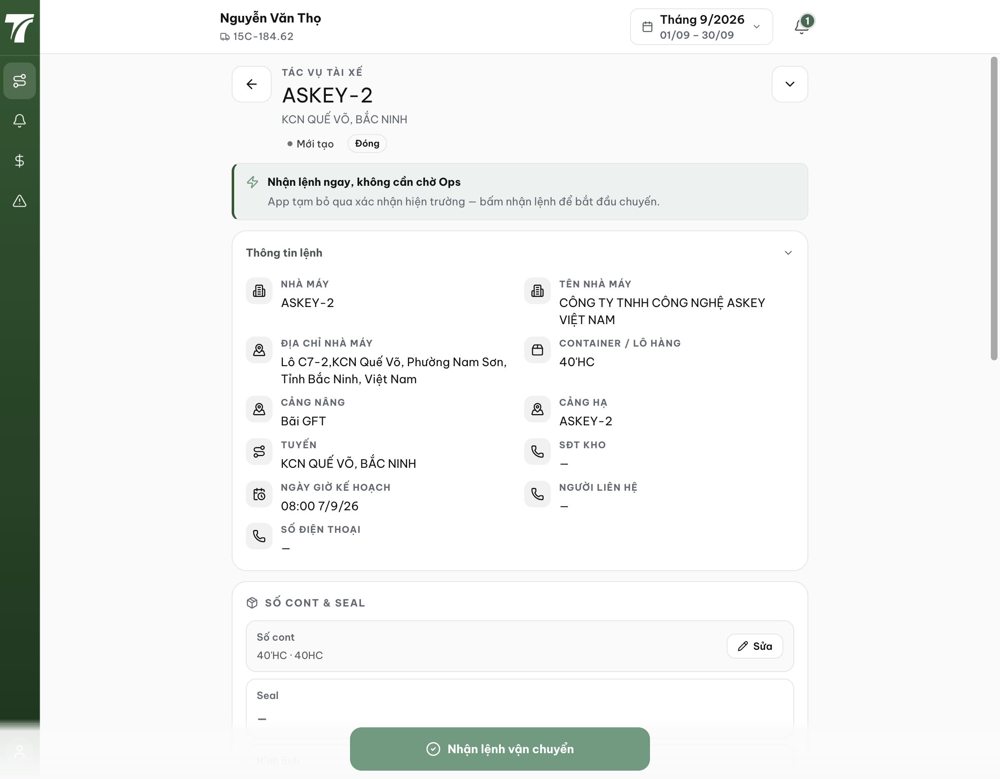 Nguyễn Văn Thọ
15C-184.62
Tháng 9/2026
01/09 – 30/09
1
TÁC VỤ TÀI XẾ
ASKEY-2
KCN QUẾ VÕ, BẮC NINH
Mới tạo
Đóng
Nhận lệnh ngay, không cần chờ Ops
App tạm bỏ qua xác nhận hiện trường — bấm nhận lệnh để bắt đầu chuyến.
Thông tin lệnh
NHÀ MÁY
ASKEY-2
TÊN NHÀ MÁY
CÔNG TY TNHH CÔNG NGHỆ ASKEY
VIỆT NAM
ĐỊA CHỈ NHÀ MÁY
Lô C7-2,KCN Quế Võ, Phường Nam Sơn,
Tỉnh Bắc Ninh, Việt Nam
CONTAINER / LÔ HÀNG
40'HC
CẢNG NÂNG
Bãi GFT
CẢNG HẠ
ASKEY-2
TUYẾN
KCN QUẾ VÕ, BẮC NINH
SĐT KHO
—
NGÀY GIỜ KẾ HOẠCH
08:00 7/9/26
NGƯỜI LIÊN HỆ
—
SỐ ĐIỆN THOẠI
—
SỐ CONT & SEAL
Số cont
40'HC · 40HC
Sửa
Seal
—
Hình ảnh
Nhận lệnh vận chuyển